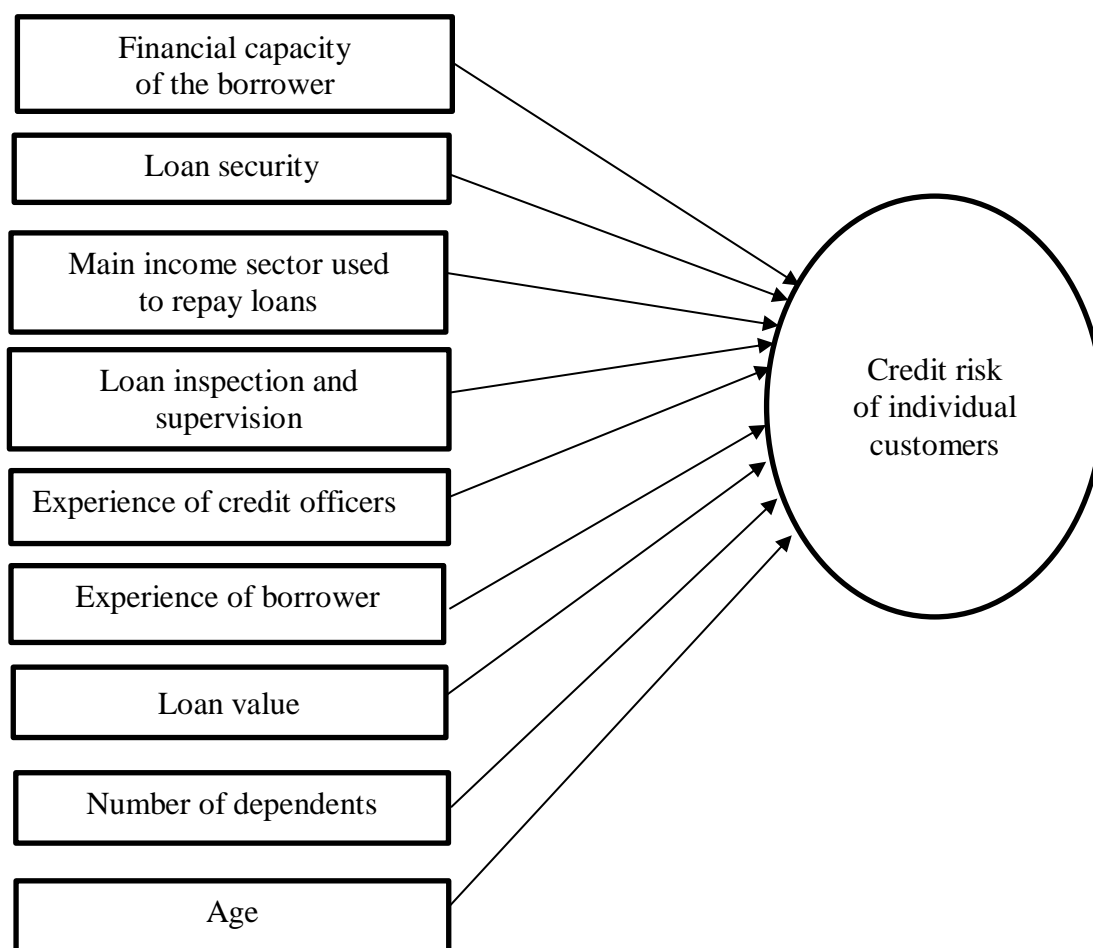 Financial capacity
of the borrower
Loan security
Main income sector used
to repay loans
Loan inspection and
supervision
Experience of credit officers
Experience of borrower
Loan value
Number of dependents
Age
Credit risk
of individual
customers